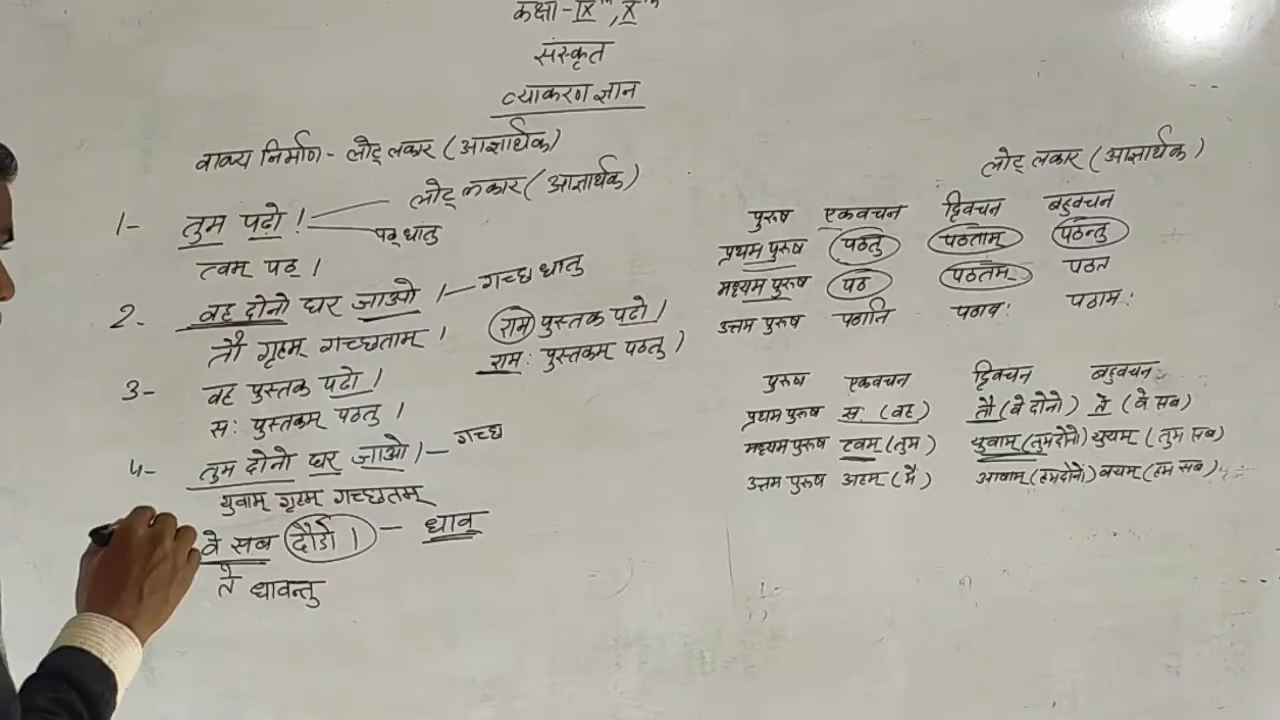 कक्षा - IXth, Xth
संस्कृत
व्याकरण ज्ञान
वाक्य निर्माण - लोट् लकार (आज्ञार्थक)
1- तुम पढो !
लोट् लकार (आज्ञार्थक)
पठ् धातु
त्वम् पठ ।
2- वह दोनो घर जाओ । - गच्छ धातु
तौ गृहम् गच्छताम् ।
राम पुस्तक पढो ।
रामः पुस्तकम् पठतु ।
3- वह पुस्तक पढो ।
सः पुस्तकम् पठतु ।
4- तुम दोनो घर जाओ । - गच्छ
युवाम् गृहम् गच्छतम्
वे सब दौडो । - धाव्
ते धावन्तु
लोट् लकार (आज्ञार्थक)
पुरुष एकवचन द्विवचन बहुवचन
प्रथम पुरुष पठतु पठताम् पठन्तु
मध्यम पुरुष पठ पठतम् पठत
उत्तम पुरुष पठानि पठावः पठामः
पुरुष एकवचन द्विवचन बहुवचन
प्रथम पुरुष स. (वह) तौ (वे दोनो) ते (वे सब)
मध्यम पुरुष त्वम् (तुम) युवाम् (तुम दोनो) युयम् (तुम सब)
उत्तम पुरुष अहम् (मैं) आवाम् (हम दोनो) वयम् (हम सब)